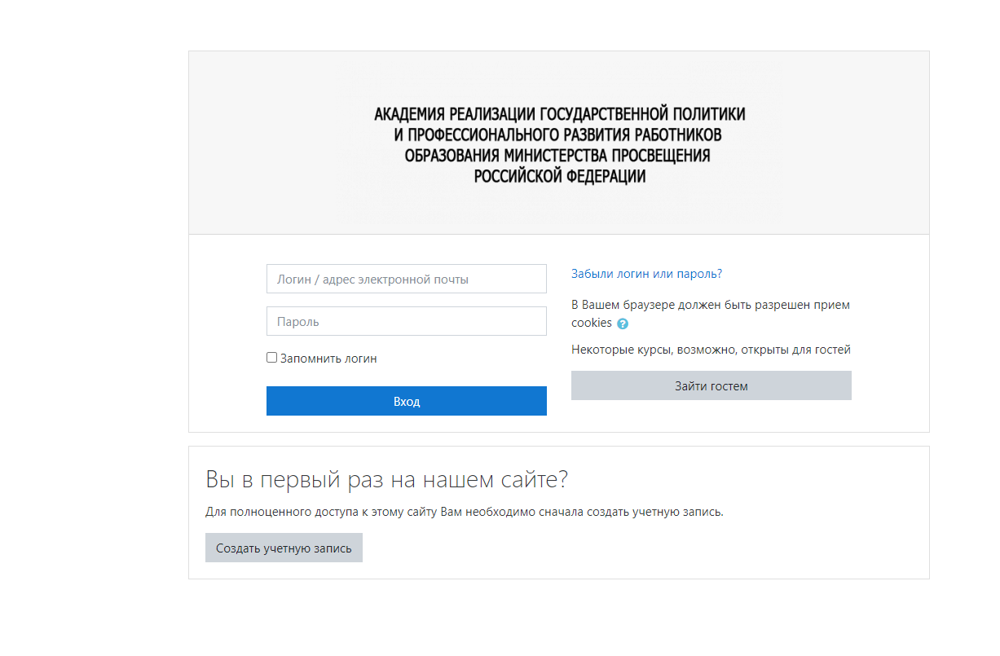 АКАДЕМИЯ РЕАЛИЗАЦИИ ГОСУДАРСТВЕННОЙ ПОЛИТИКИ
И ПРОФЕССИОНАЛЬНОГО РАЗВИТИЯ РАБОТНИКОВ
ОБРАЗОВАНИЯ МИНИСТЕРСТВА ПРОСВЕЩЕНИЯ
РОССИЙСКОЙ ФЕДЕРАЦИИ
Логин / адрес электронной почты
Пароль
Запомнить логин
Вход
Забыли логин или пароль?
В Вашем браузере должен быть разрешен прием
cookies ?
Некоторые курсы, возможно, открыты для гостей
Зайти гостем
Вы в первый раз на нашем сайте?
Для полноценного доступа к этому сайту Вам необходимо сначала создать учетную запись.
Создать учетную запись